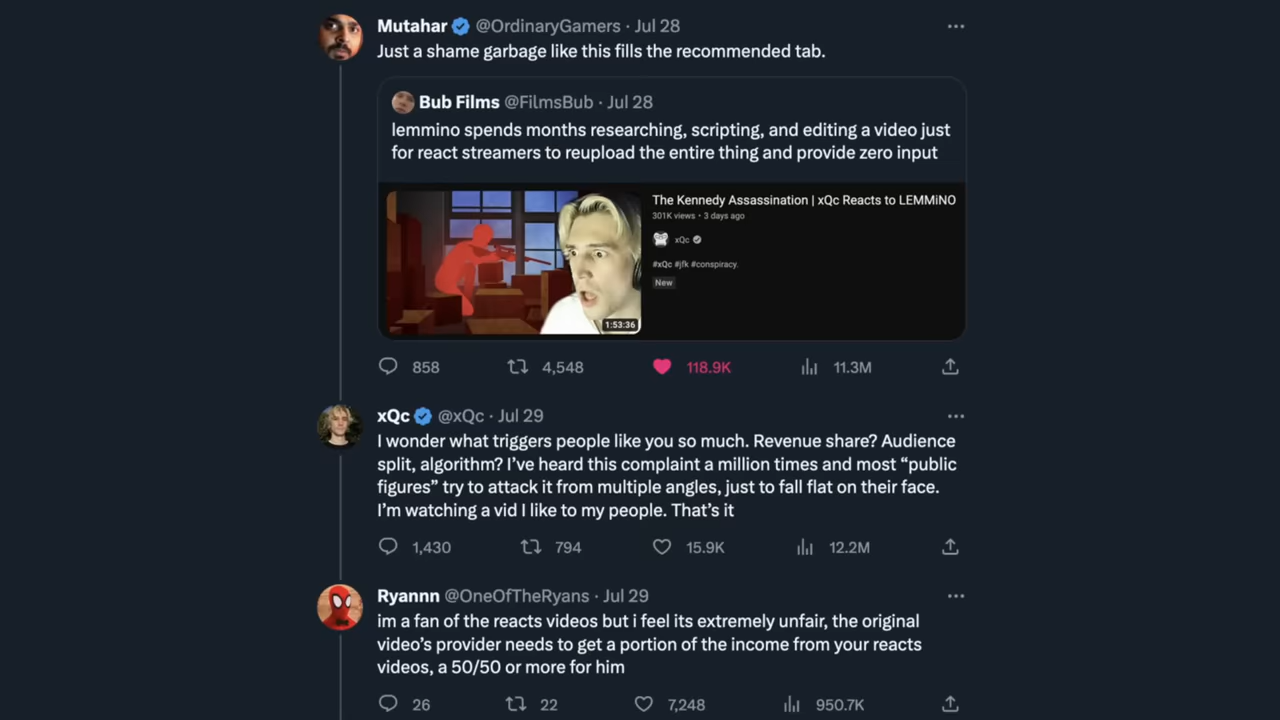 Mutahar @OrdinaryGamers · Jul 28
Just a shame garbage like this fills the recommended tab.
Bub Films @FilmsBub · Jul 28
lemmino spends months researching, scripting, and editing a video just
for react streamers to reupload the entire thing and provide zero input
The Kennedy Assassination | xQc Reacts to LEMMiNO
301K views • 3 days ago
xQc
#xQc #jfk #conspiracy.
New
1:53:36
858 4,548 118.9K 11.3M
xQc @xQc · Jul 29
I wonder what triggers people like you so much. Revenue share? Audience
split, algorithm? I’ve heard this complaint a million times and most “public
figures” try to attack it from multiple angles, just to fall flat on their face.
I’m watching a vid I like to my people. That’s it
1,430 794 15.9K 12.2M
Ryannn @OneOfTheRyans · Jul 29
im a fan of the reacts videos but i feel its extremely unfair, the original
video’s provider needs to get a portion of the income from your reacts
videos, a 50/50 or more for him
26 22 7,248 950.7K